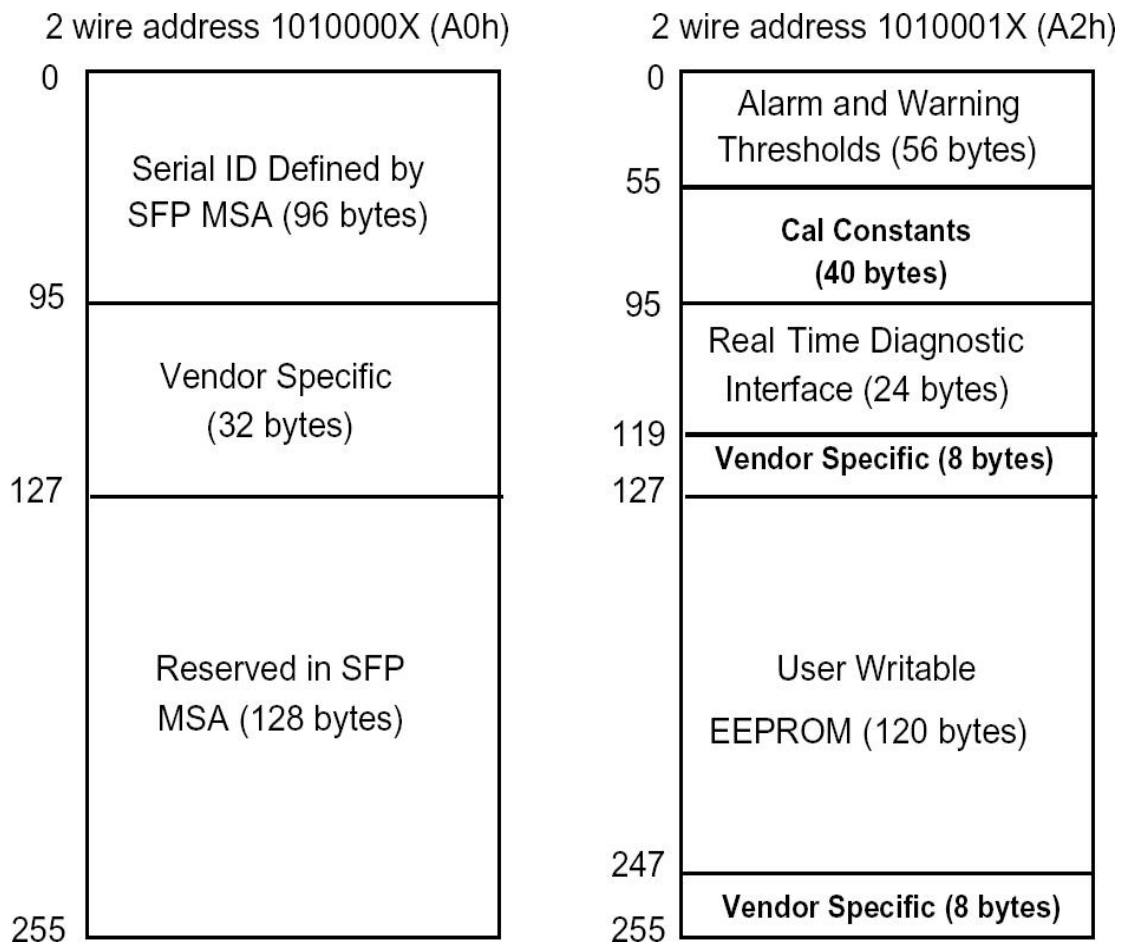 2 wire address 1010000X (A0h)
0
Serial ID Defined by
SFP MSA (96 bytes)
95
Vendor Specific
(32 bytes)
127
Reserved in SFP
MSA (128 bytes)
255
2 wire address 1010001X (A2h)
0
Alarm and Warning
Thresholds (56 bytes)
55
Cal Constants
(40 bytes)
95
Real Time Diagnostic
Interface (24 bytes)
119
Vendor Specific (8 bytes)
127
User Writable
EEPROM (120 bytes)
247
Vendor Specific (8 bytes)
255